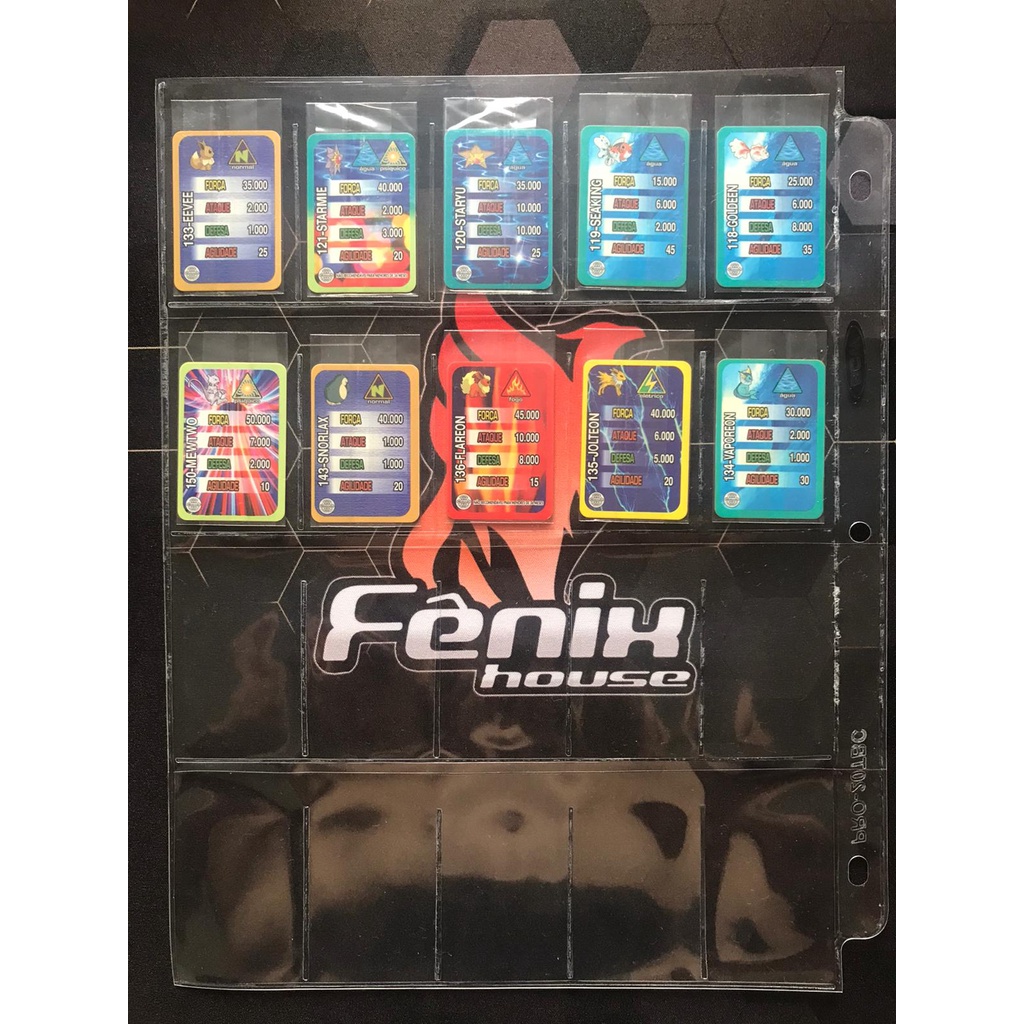 133-EEVEE
normal
FORÇA 35.000
ATAQUE 2.000
DEFESA 1.000
AGILIDADE 25
121-STARMIE
água psíquico
FORÇA 40.000
ATAQUE 2.000
DEFESA 3.000
AGILIDADE 20
120-STARYU
água
FORÇA 35.000
ATAQUE 10.000
DEFESA 10.000
AGILIDADE 25
119-SEAKING
água
FORÇA 15.000
ATAQUE 6.000
DEFESA 2.000
AGILIDADE 45
118-GOLDEEN
água
FORÇA 25.000
ATAQUE 6.000
DEFESA 8.000
AGILIDADE 35
150-MEWTWO
FORÇA 50.000
ATAQUE 7.000
DEFESA 2.000
AGILIDADE 10
143-SNORLAX
normal
FORÇA 40.000
ATAQUE 1.000
DEFESA 1.000
AGILIDADE 20
136-FLAREON
fogo
FORÇA 45.000
ATAQUE 10.000
DEFESA 8.000
AGILIDADE 15
135-JOLTEON
elétrico
FORÇA 40.000
ATAQUE 6.000
DEFESA 5.000
AGILIDADE 20
134-VAPOREON
água
FORÇA 30.000
ATAQUE 2.000
DEFESA 1.000
AGILIDADE 30
Fênix
house